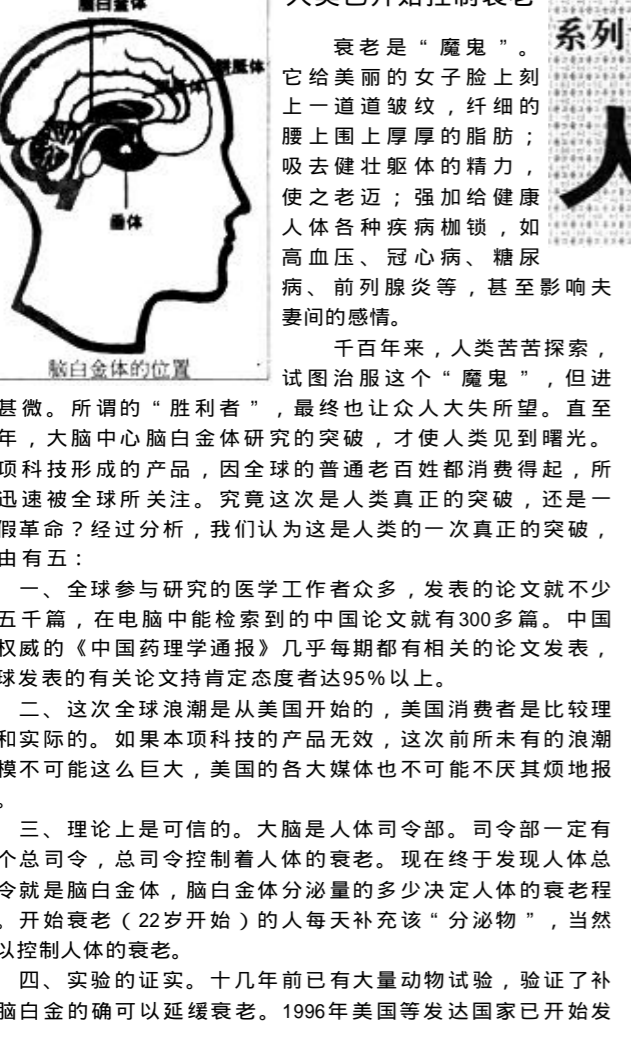 脑白金体
人类已开始控制衰老
系列
胼胝体
垂体
脑白金体的位置
人
衰老是“魔鬼”。
它给美丽的女子脸上刻
上一道道皱纹，纤细的
腰上围上厚厚的脂肪；
吸去健壮躯体的精力，
使之老迈；强加给健康
人体各种疾病枷锁，如
高血压、冠心病、糖尿
病、前列腺炎等，甚至影响夫
妻间的感情。
千百年来，人类苦苦探索，
试图治服这个“魔鬼”，但进
甚微。所谓的“胜利者”，最终也让众人大失所望。直至
年，大脑中心脑白金体研究的突破，才使人类见到曙光。
项科技形成的产品，因全球的普通老百姓都消费得起，所
迅速被全球所关注。究竟这次是人类真正的突破，还是一
假革命？经过分析，我们认为这是人类的一次真正的突破，
由有五：
一、全球参与研究的医学工作者众多，发表的论文就不少
五千篇，在电脑中能检索到的中国论文就有300多篇。中国
权威的《中国药理学通报》几乎每期都有相关的论文发表，
球发表的有关论文持肯定态度者达95%以上。
二、这次全球浪潮是从美国开始的，美国消费者是比较理
和实际的。如果本项科技的产品无效，这次前所未有的浪潮
模不可能这么巨大，美国的各大媒体也不可能不厌其烦地报
。
三、理论上是可信的。大脑是人体司令部。司令部一定有
个总司令，总司令控制着人体的衰老。现在终于发现人体总
令就是脑白金体，脑白金体分泌量的多少决定人体的衰老程
。开始衰老（22岁开始）的人每天补充该“分泌物”，当然
以控制人体的衰老。
四、实验的证实。十几年前已有大量动物试验，验证了补
脑白金的确可以延缓衰老。1996年美国等发达国家已开始发